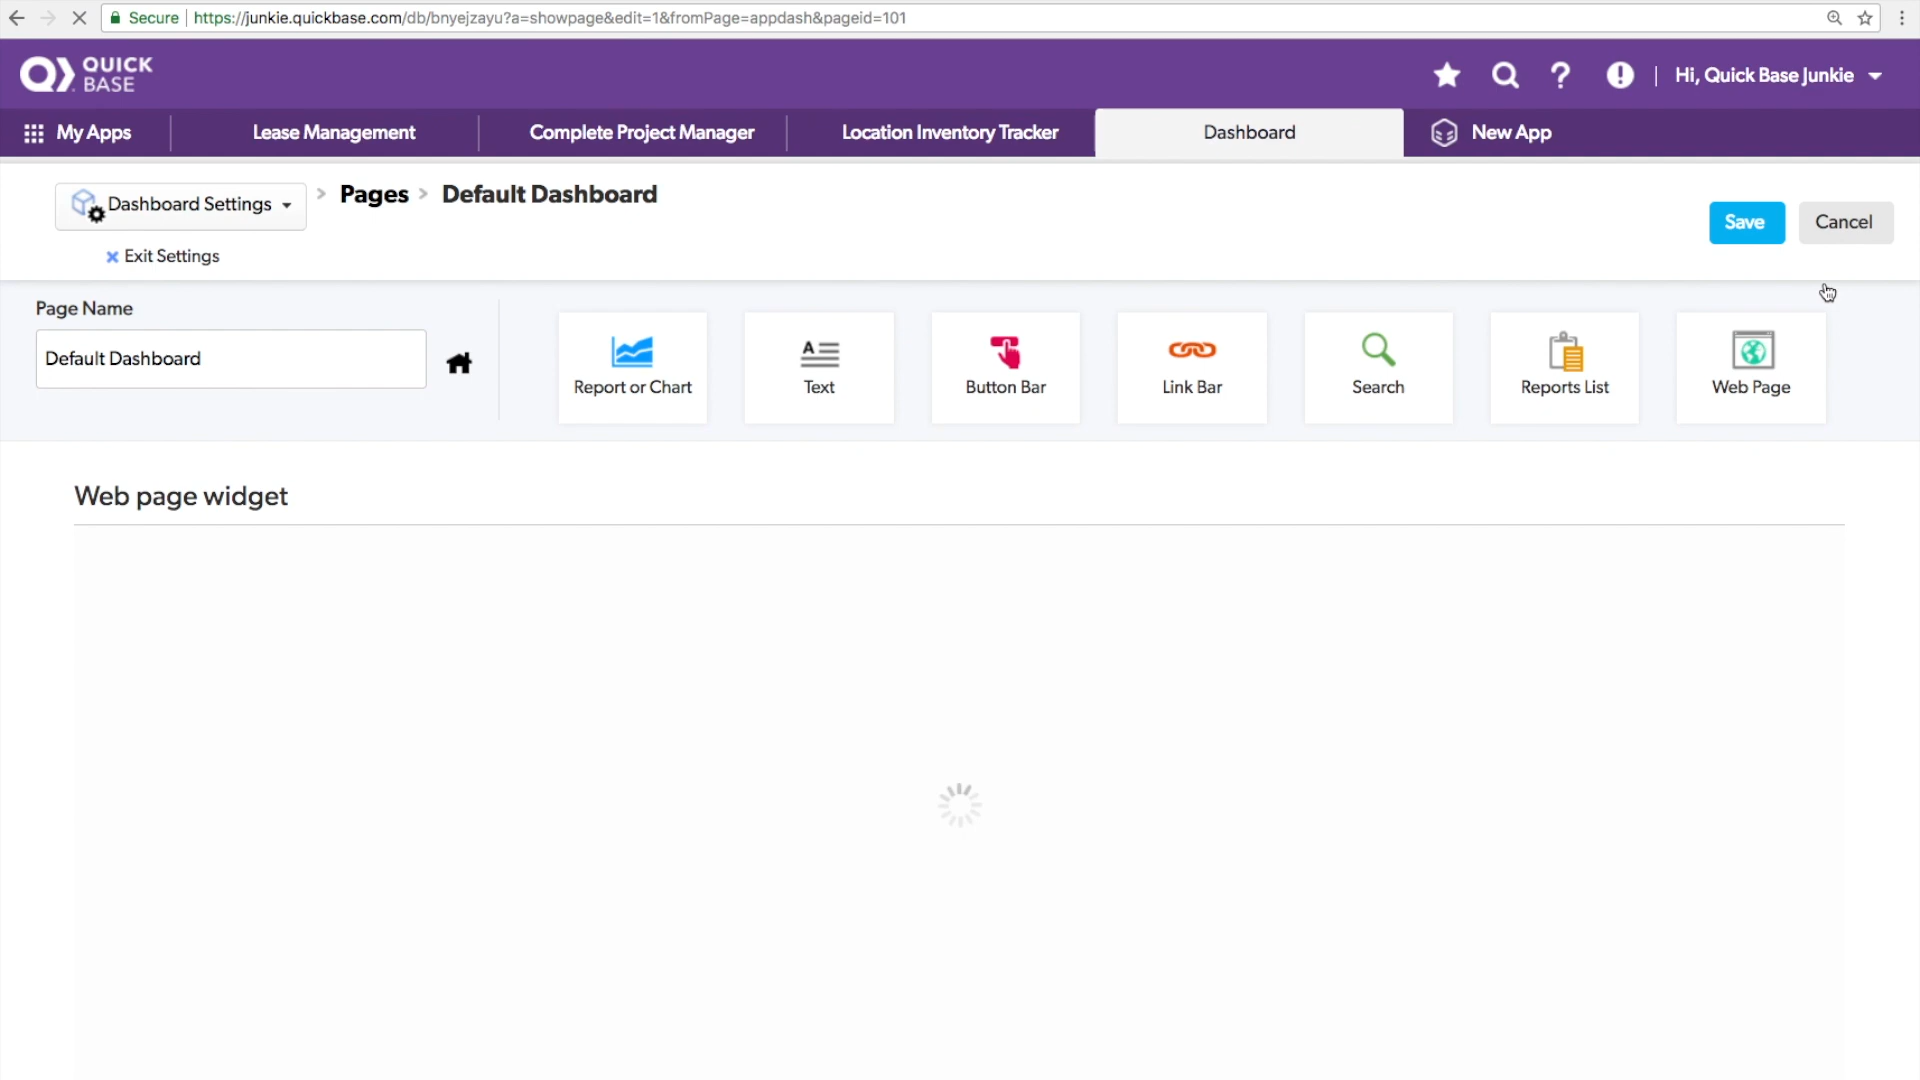 Secure https://junkie.quickbase.com/db/bnyejzayu?a=showpage&edit=1&fromPage=appdash&pageid=101
QUICK
BASE
Hi, Quick Base Junkie
My Apps Lease Management Complete Project Manager Location Inventory Tracker Dashboard New App
Dashboard Settings > Pages > Default Dashboard
Save Cancel
Exit Settings
Page Name
Default Dashboard
Report or Chart Text Button Bar Link Bar Search Reports List Web Page
Web page widget